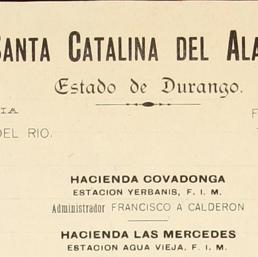 SANTA CATALINA DEL
Estado de Durango.
DEL RIO.
HACIENDA COVADONGA
ESTACION YERBANIS, F. I. M.
Administrador FRANCISCO A CALDERON
HACIENDA LAS MERCEDES
ESTACION AGUA VIEJA, F. I. M.